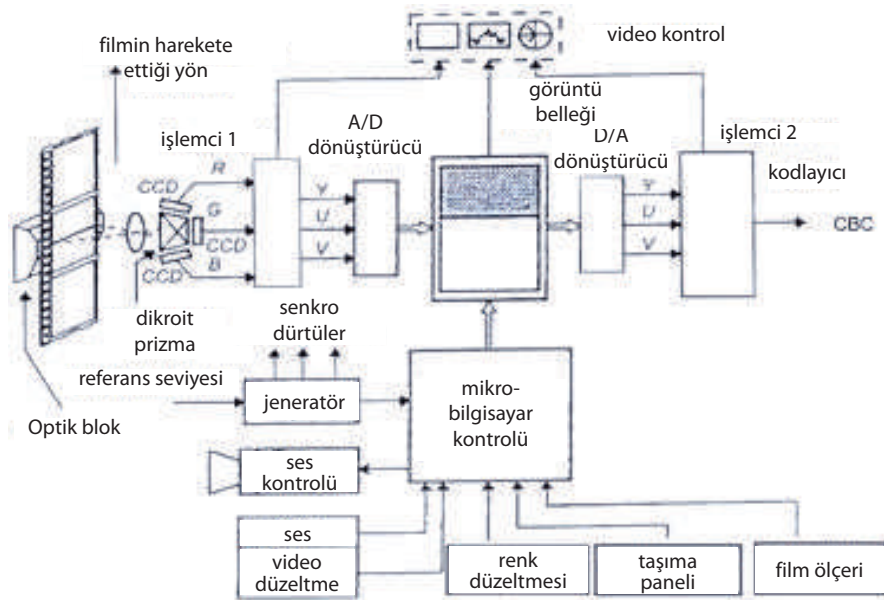 filmin harekete
ettiği yön
video kontrol
görüntü
belleği
işlemci 1
A/D
dönüştürücü
D/A
dönüştürücü
işlemci 2
kodlayıcı
CCD
R
G
CCD
CCD
B
Y
U
V
Y
U
V
CBC
dikroit
prizma
senkro
dürtüler
referans seviyesi
jeneratör
Optik blok
mikro-
bilgisayar
kontrolü
ses
kontrolü
ses
video
düzeltme
renk
düzeltmesi
taşıma
paneli
film ölçeri